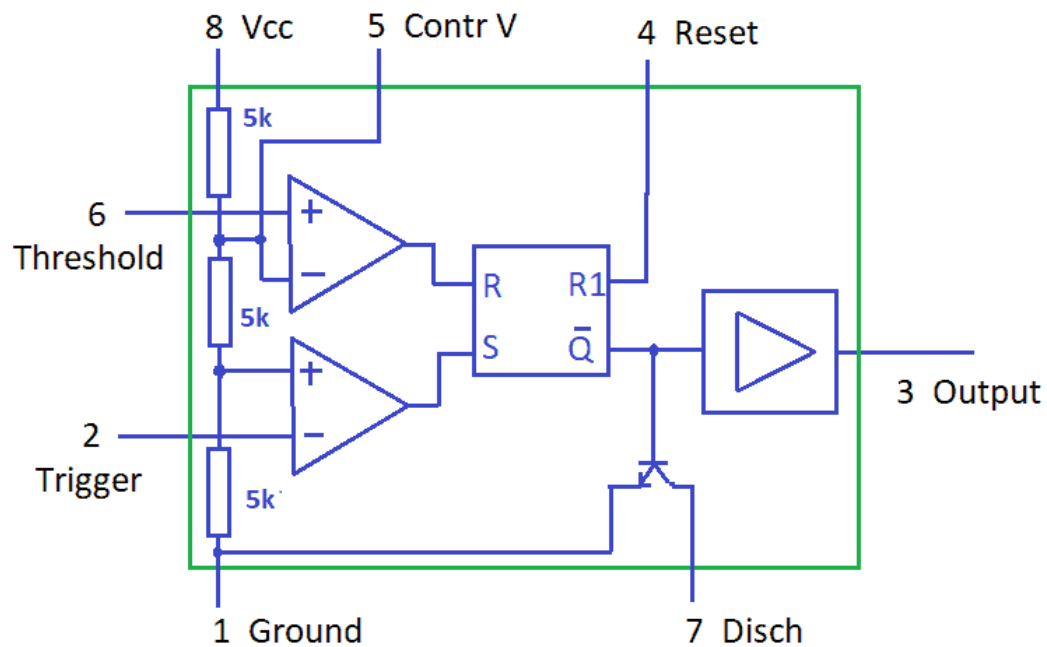 8 Vcc
5 Contr V
4 Reset
5k
6
Threshold
+
−
R
R1
5k
S
Q̅
+
−
3 Output
2
Trigger
5k
1 Ground
7 Disch